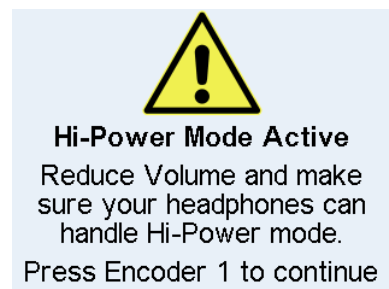 Hi-Power Mode Active
Reduce Volume and make
sure your headphones can
handle Hi-Power mode.
Press Encoder 1 to continue